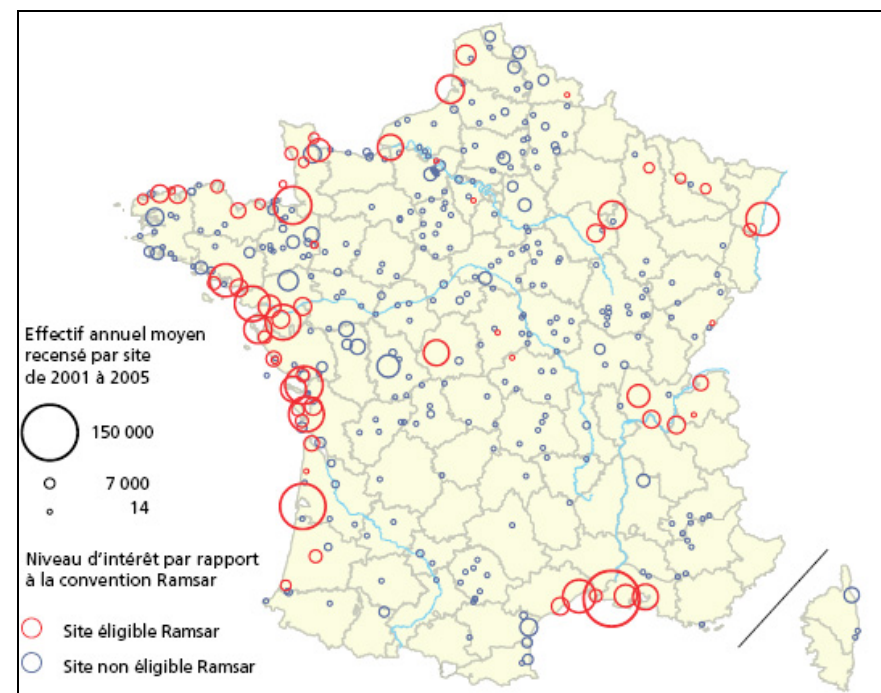 Effectif annuel moyen
recensé par site
de 2001 à 2005
150 000
7 000
14
Niveau d'intérêt par rapport
à la convention Ramsar
Site éligible Ramsar
Site non éligible Ramsar